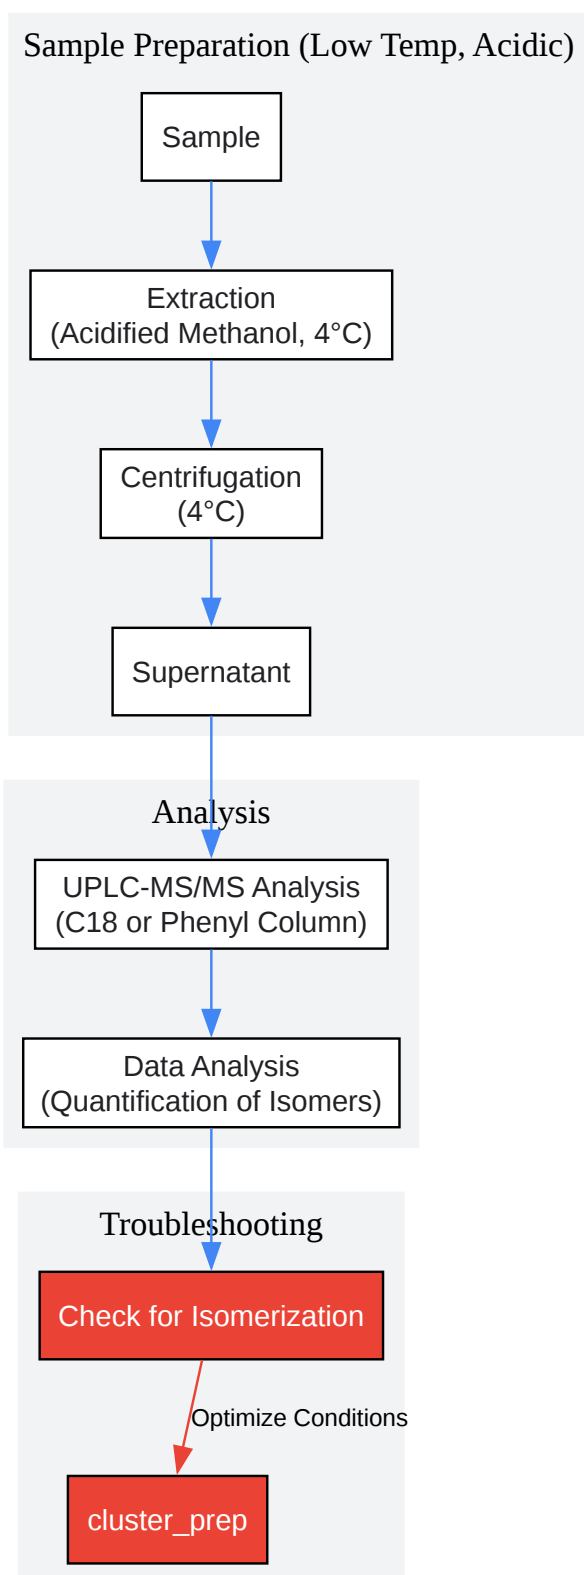 Sample Preparation (Low Temp, Acidic)
Sample
Extraction
(Acidified Methanol, 4°C)
Centrifugation
(4°C)
Supernatant
Analysis
UPLC-MS/MS Analysis
(C18 or Phenyl Column)
Data Analysis
(Quantification of Isomers)
Troubleshooting
Check for Isomerization
Optimize Conditions
cluster_prep